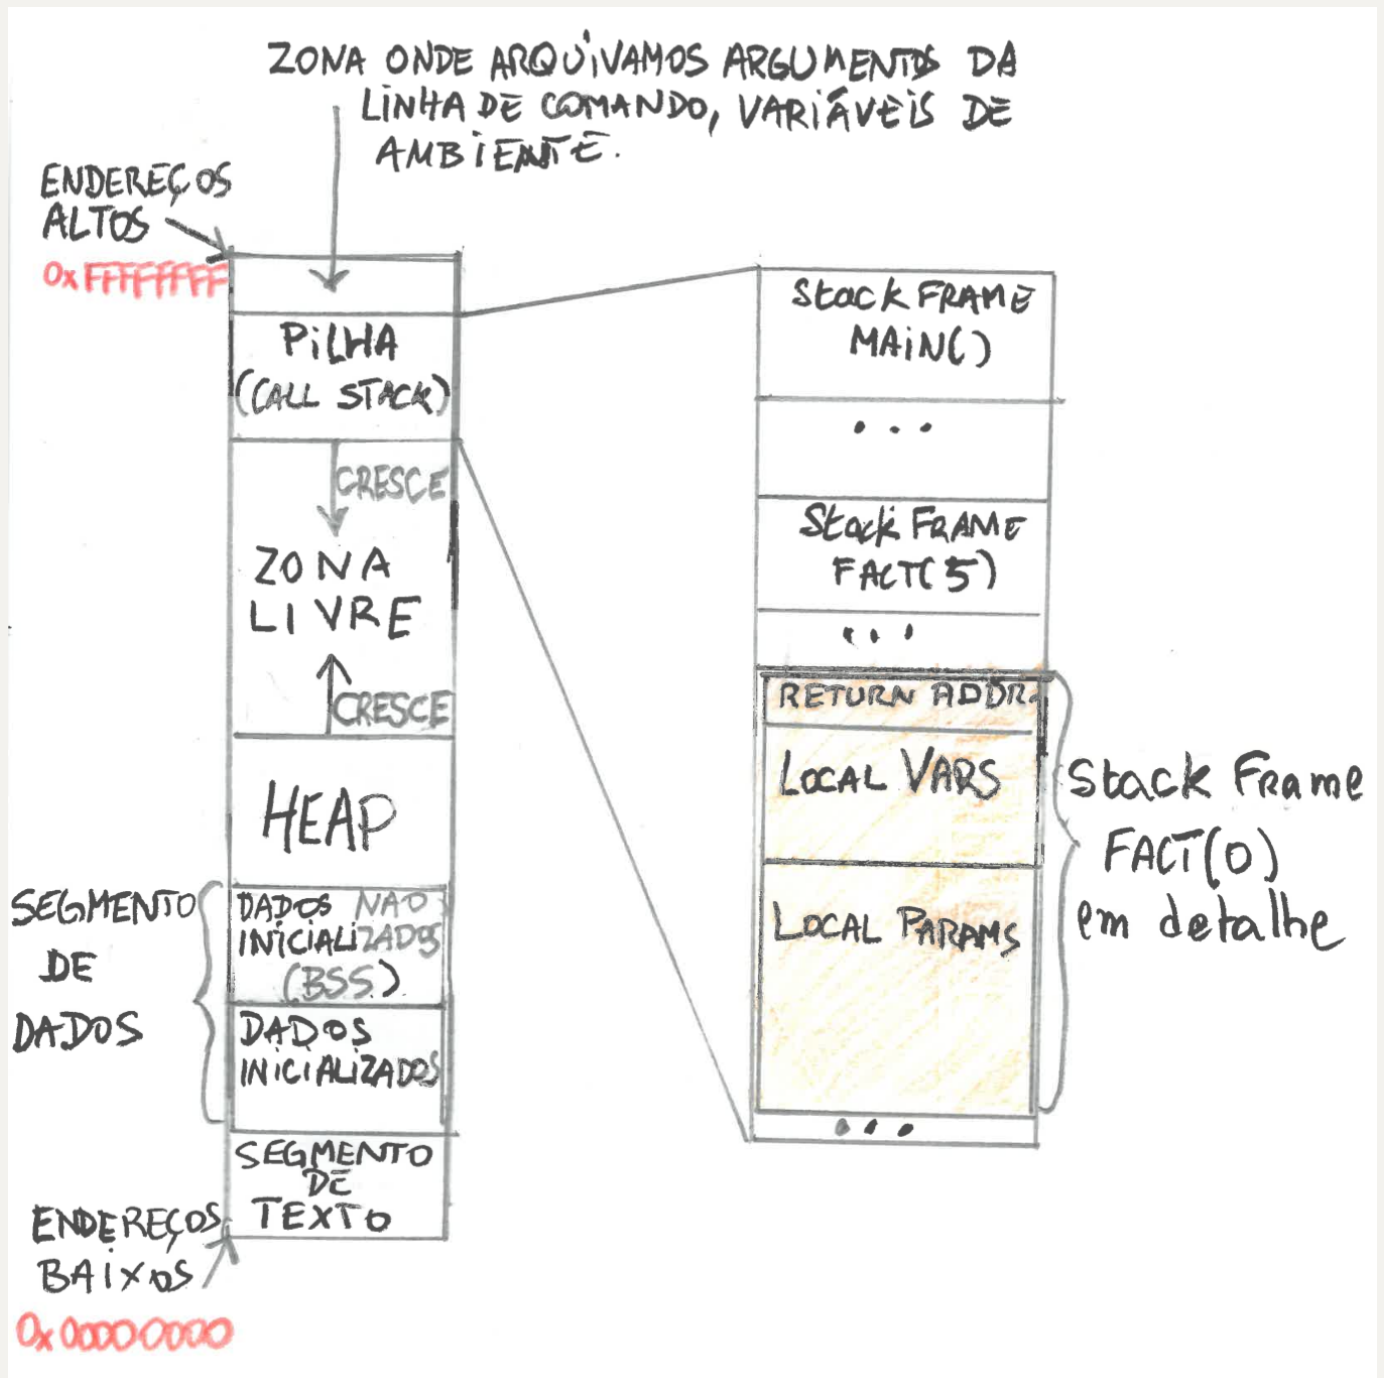 ZONA ONDE ARQUIVAMOS ARGUMENTOS DA
LINHA DE COMANDO, VARIÁVEIS DE
AMBIENTE.
ENDEREÇOS
ALTOS
0xFFFFFFFF
PILHA
(CALL STACK)
CRESCE
ZONA
LIVRE
CRESCE
HEAP
SEGMENTO
DE
DADOS
DADOS NAO
INICIALIZADOS
(BSS)
DADOS
INICIALIZADOS
SEGMENTO
DE
TEXTO
ENDEREÇOS
BAIXOS
0x00000000
Stack FRAME
MAIN()
...
Stack FRAME
FACT(5)
...
RETURN ADDR.
LOCAL VARS
LOCAL PARAMS
...
Stack Frame
FACT(0)
em detalhe